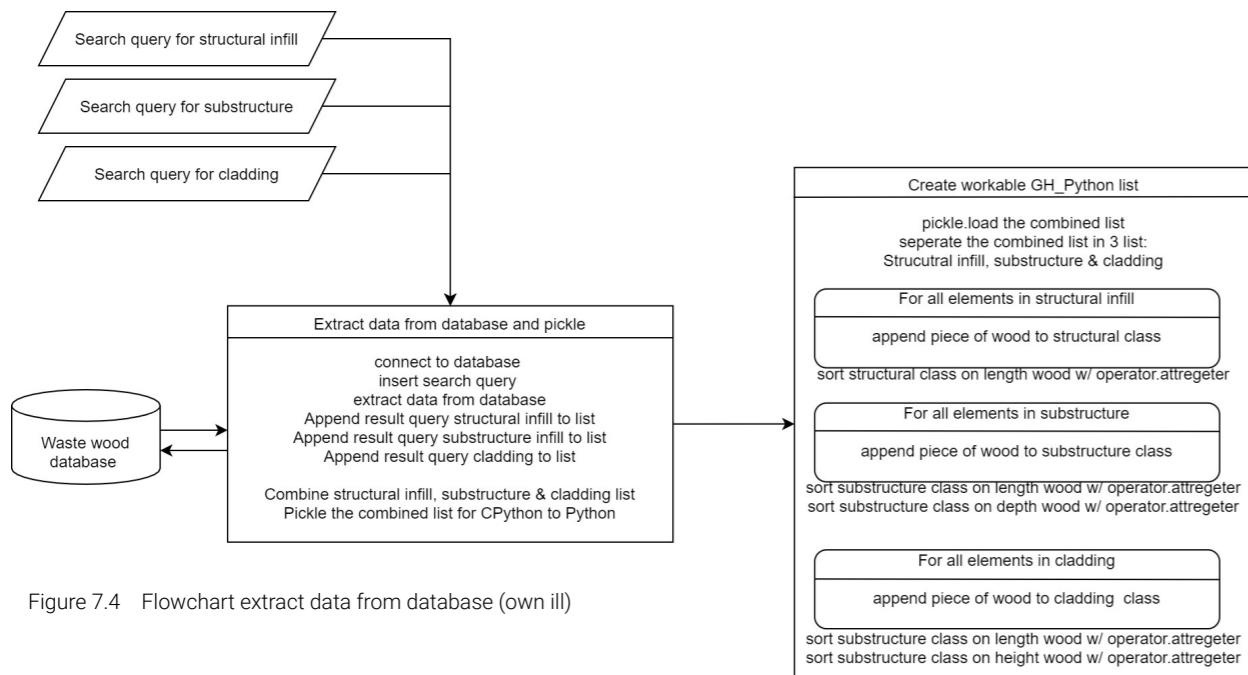 Search query for structural infill
Search query for substructure
Search query for cladding
Waste wood
database
Extract data from database and pickle
connect to database
insert search query
extract data from database
Append result query structural infill to list
Append result query substructure infill to list
Append result query cladding to list
Combine structural infill, substructure & cladding list
Pickle the combined list for CPython to Python
Create workable GH_Python list
pickle.load the combined list
seperate the combined list in 3 list:
Strucutral infill, substructure & cladding
For all elements in structural infill
append piece of wood to structural class
sort structural class on length wood w/ operator.attregeter
For all elements in substructure
append piece of wood to substructure class
sort substructure class on length wood w/ operator.attregeter
sort substructure class on depth wood w/ operator.attregeter
For all elements in cladding
append piece of wood to cladding class
sort substructure class on length wood w/ operator.attregeter
sort substructure class on height wood w/ operator.attregeter
Figure 7.4 Flowchart extract data from database (own ill)